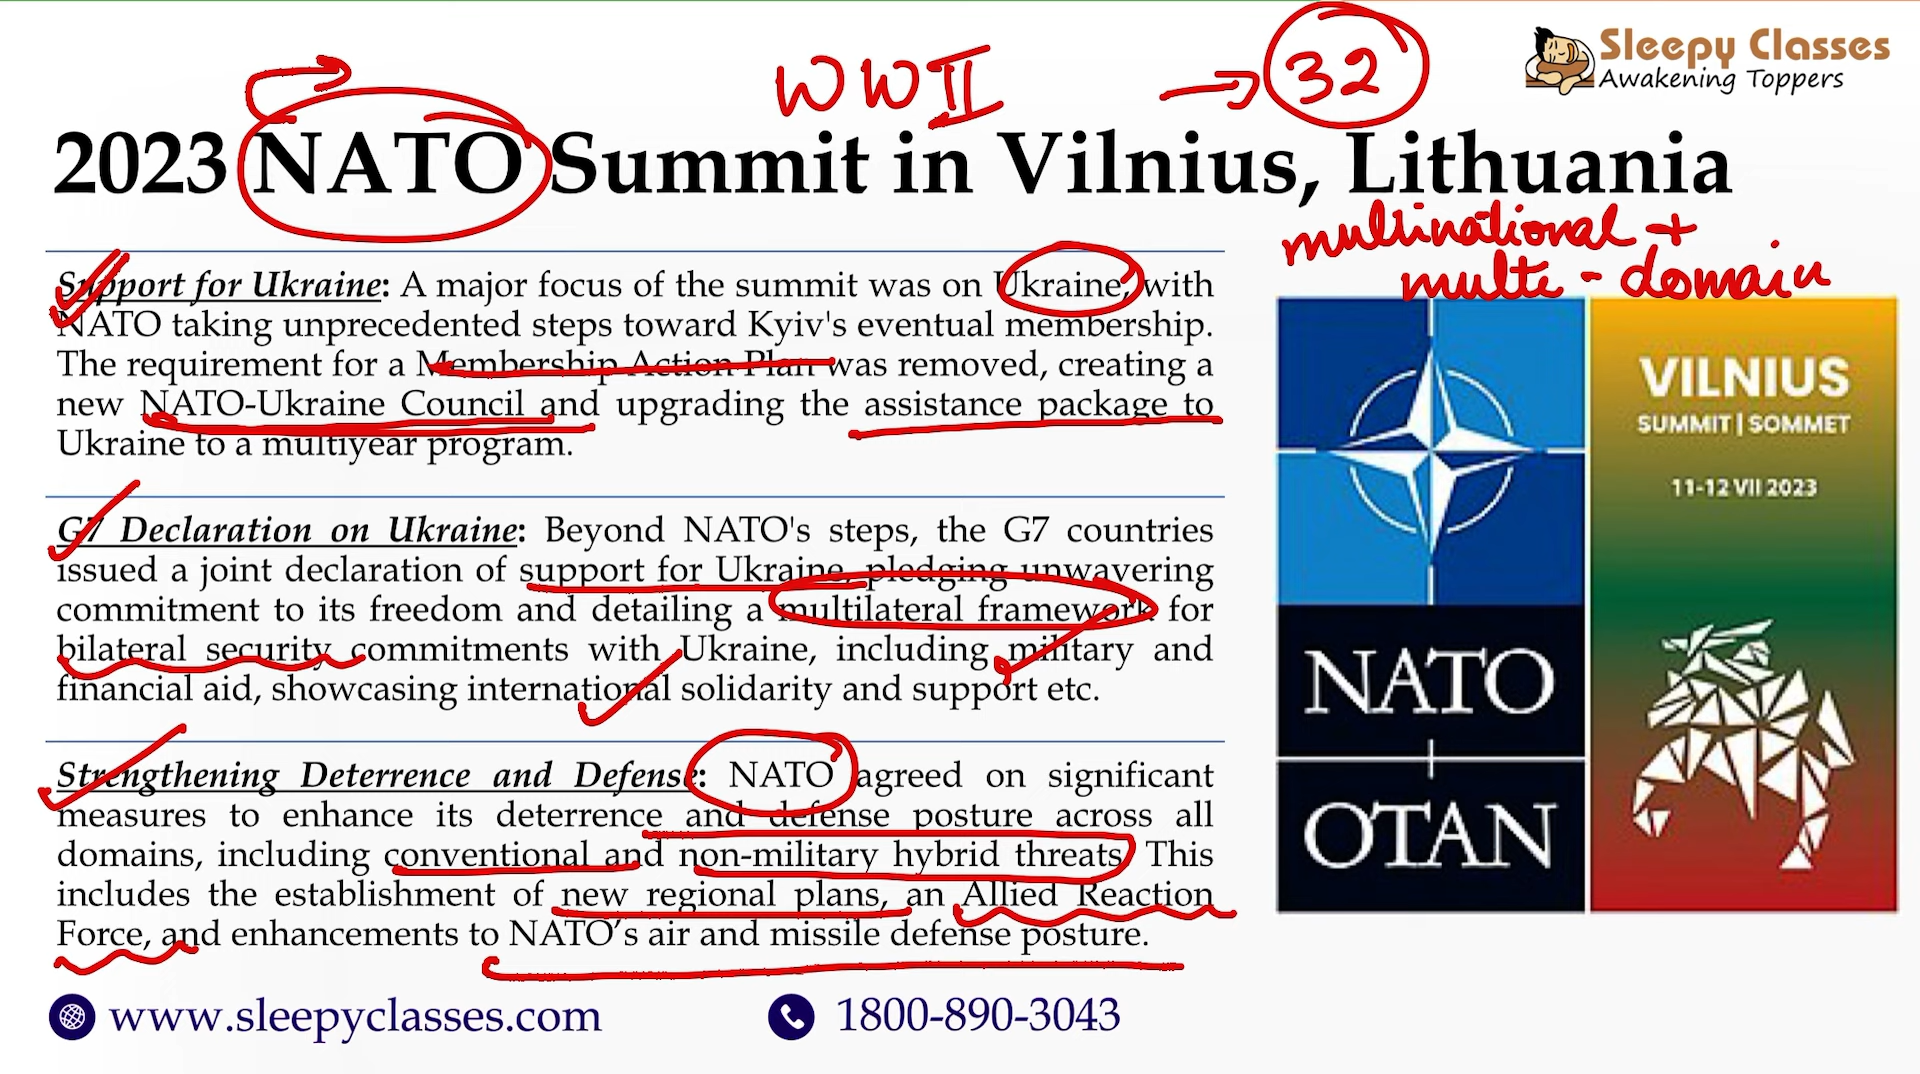 WW II
→ 32
Sleepy Classes
Awakening Toppers
2023 NATO Summit in Vilnius, Lithuania
multinational +
multi - domain
Support for Ukraine: A major focus of the summit was on Ukraine, with
NATO taking unprecedented steps toward Kyiv's eventual membership.
The requirement for a Membership Action Plan was removed, creating a
new NATO-Ukraine Council and upgrading the assistance package to
Ukraine to a multiyear program.
G7 Declaration on Ukraine: Beyond NATO's steps, the G7 countries
issued a joint declaration of support for Ukraine, pledging unwavering
commitment to its freedom and detailing a multilateral framework for
bilateral security commitments with Ukraine, including military and
financial aid, showcasing international solidarity and support etc.
Strengthening Deterrence and Defense: NATO agreed on significant
measures to enhance its deterrence and defense posture across all
domains, including conventional and non-military hybrid threats. This
includes the establishment of new regional plans, an Allied Reaction
Force, and enhancements to NATO’s air and missile defense posture.
NATO
OTAN
VILNIUS
SUMMIT | SOMMET
11-12 VII 2023
www.sleepyclasses.com
1800-890-3043